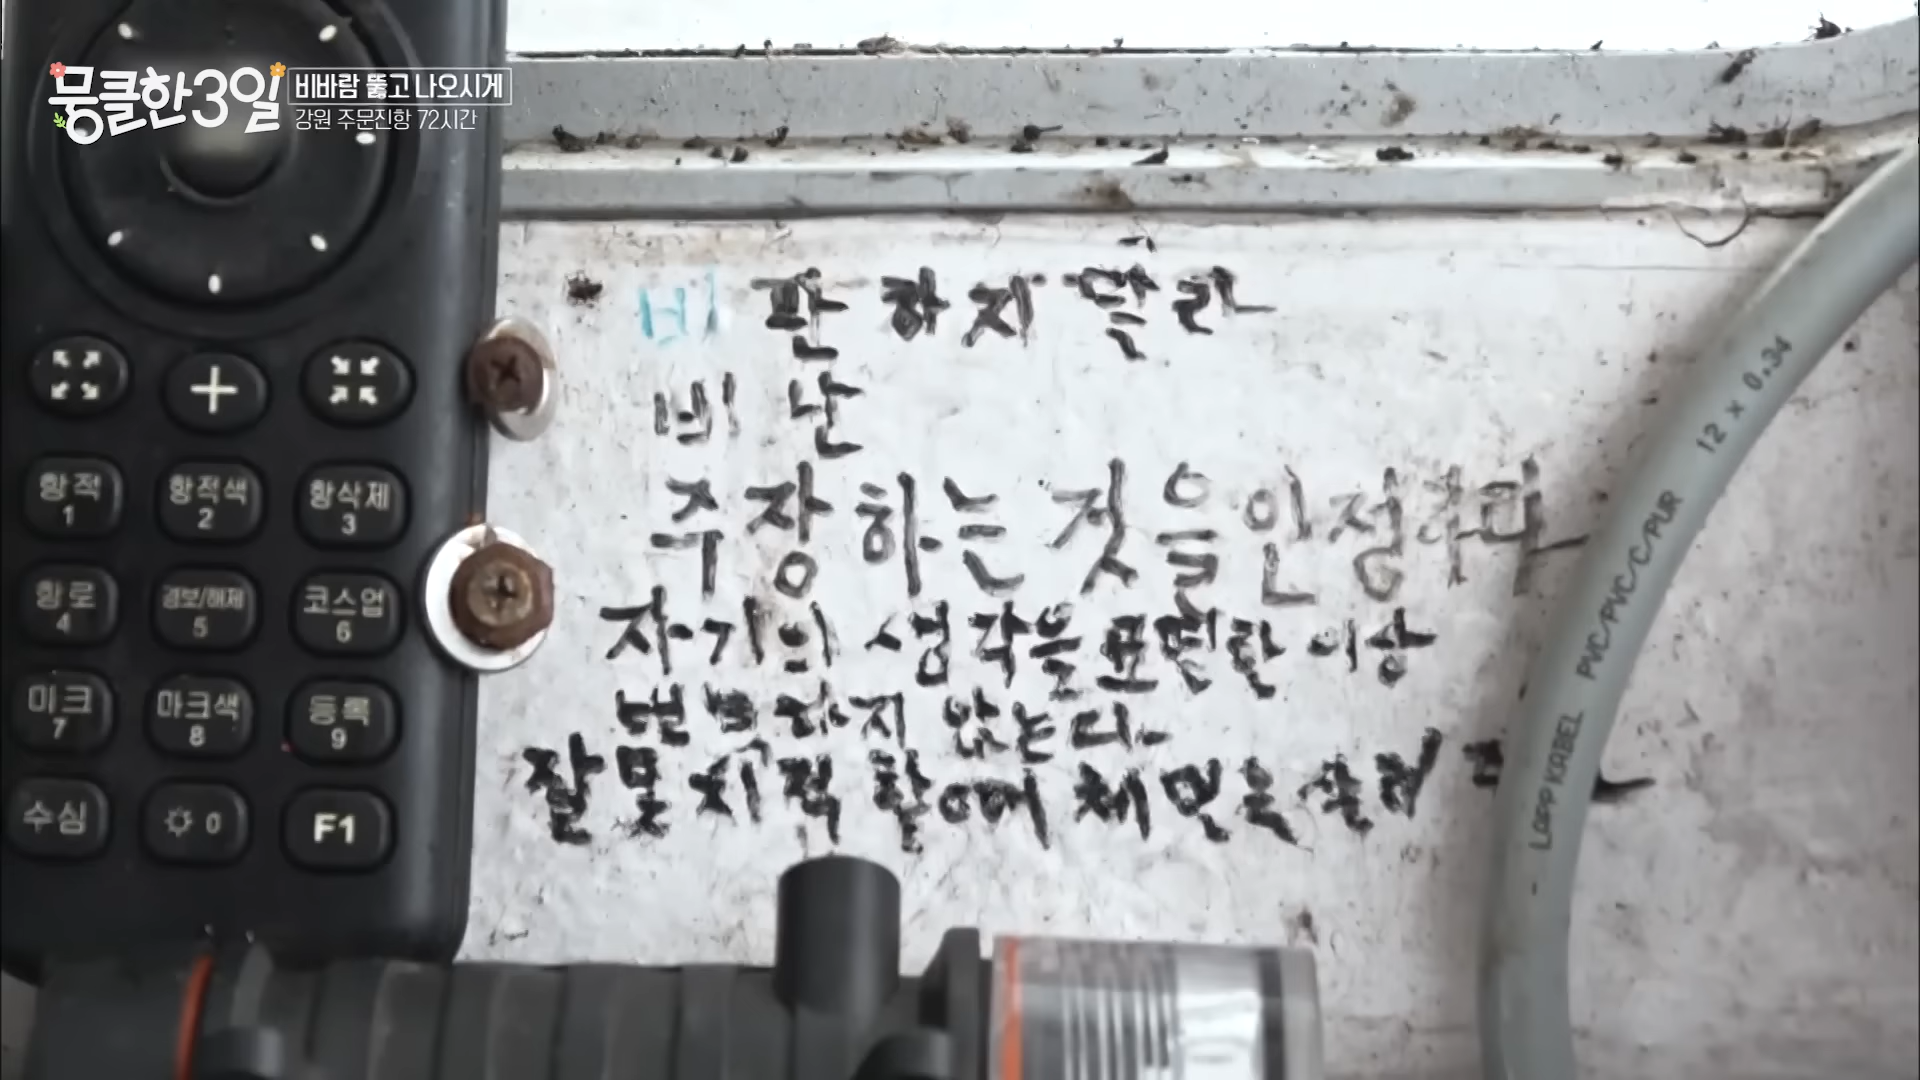 뭉클한3일
비바람 뚫고 나오시게
강원 주문진항 72시간
비판하지말라
비난
주장하는 것을 인정하다
자기의 생각을 표현한 이상
변하지 않는다
잘못 지적 할때 체면을 살려
항적 1
항적색 2
항삭제 3
항로 4
경보/해제 5
코스업 6
마크 7
마크색 8
등록 9
수심
0
F1
12 x 0.34
PVC/PVC/C/PUR
LAPP KABEL